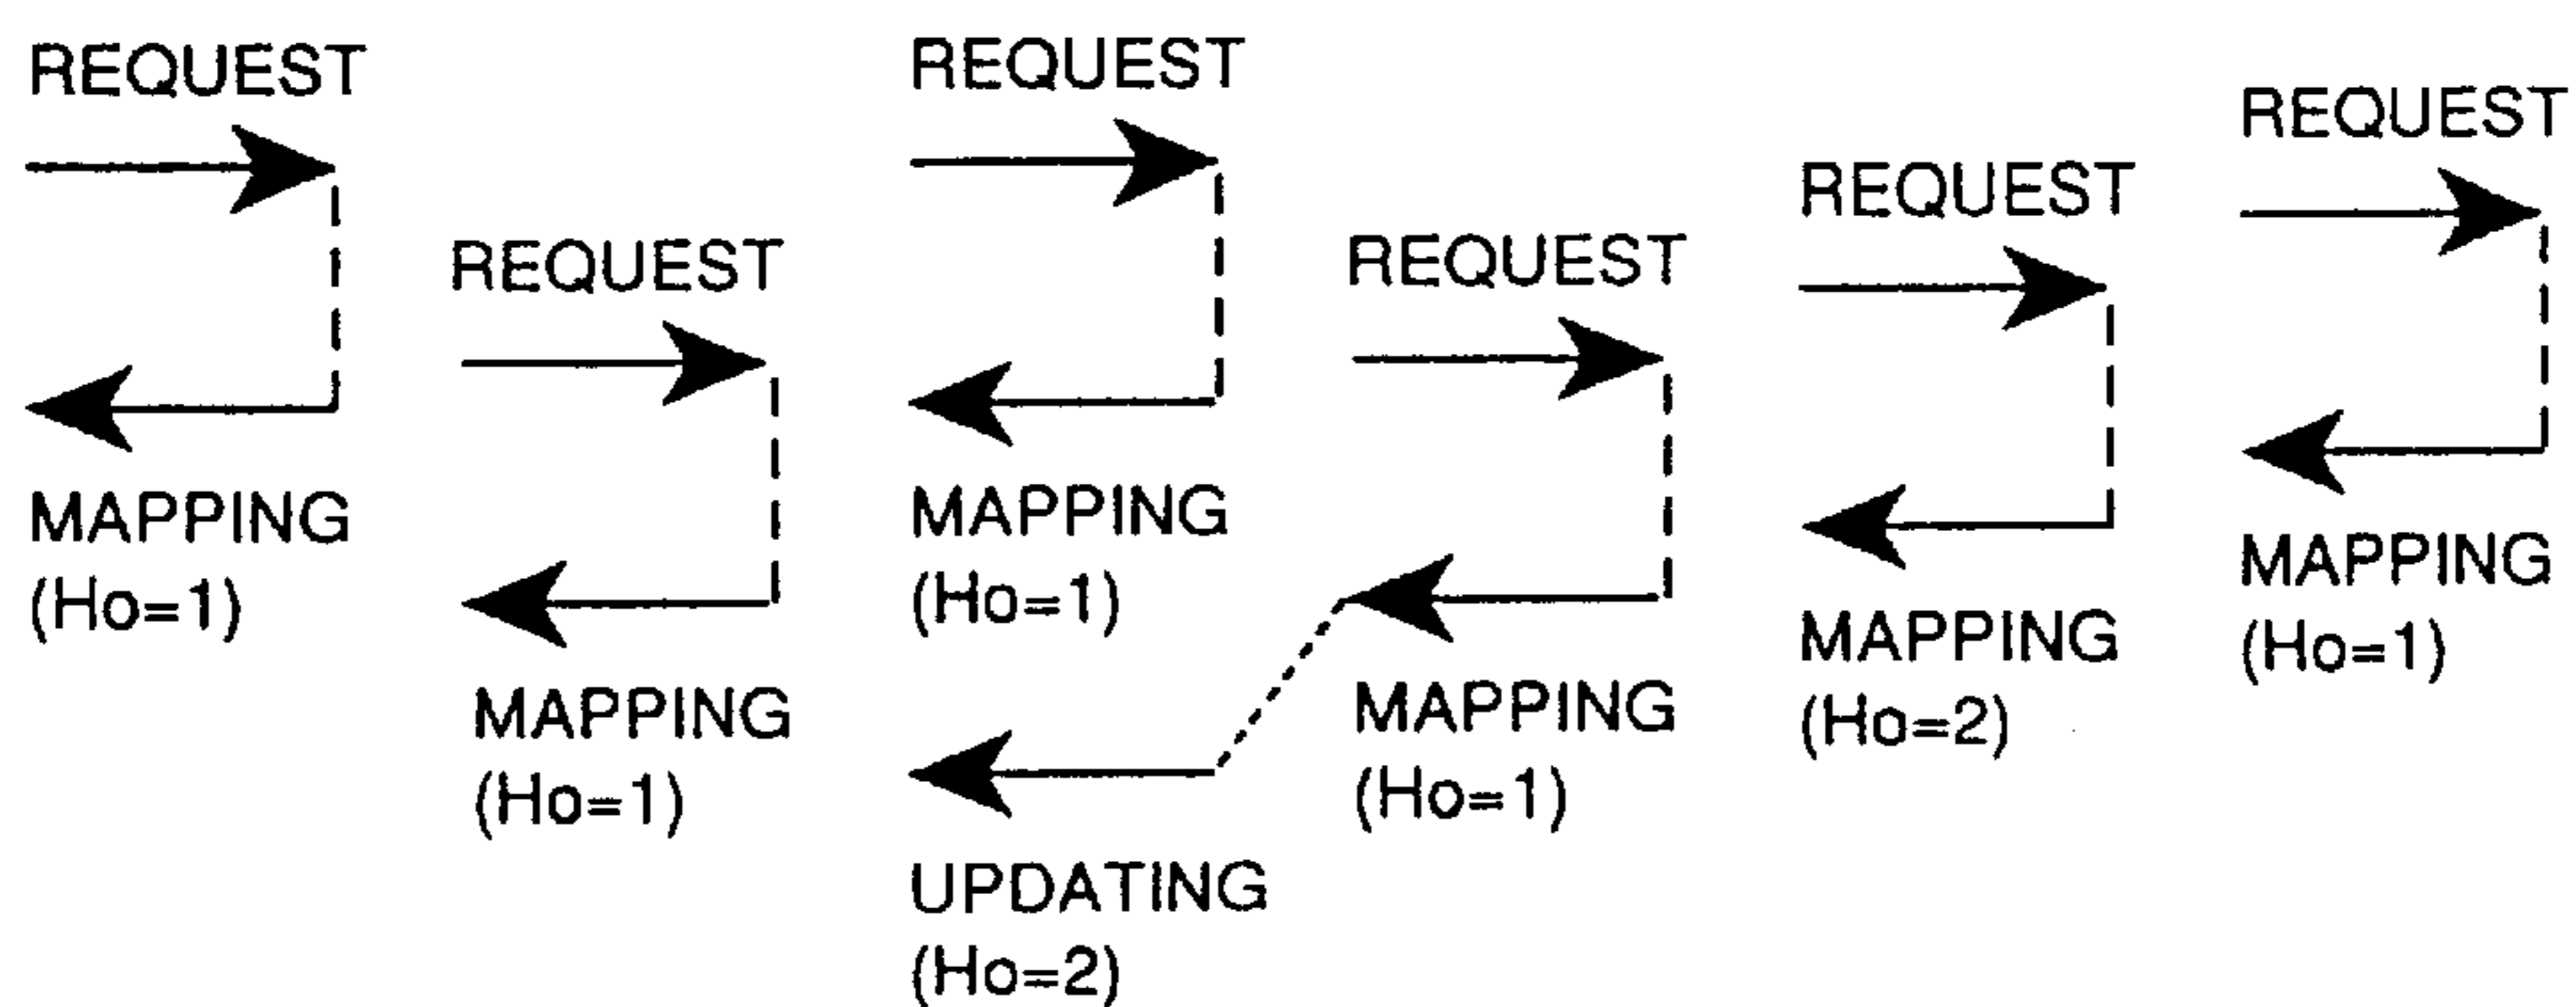 REQUEST
MAPPING
(Ho=1)
REQUEST
MAPPING
(Ho=1)
REQUEST
MAPPING
(Ho=1)
UPDATING
(Ho=2)
REQUEST
MAPPING
(Ho=1)
REQUEST
MAPPING
(Ho=2)
REQUEST
MAPPING
(Ho=1)